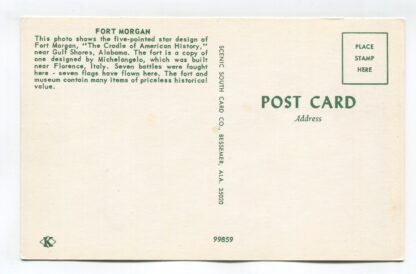 FORT MORGAN
This photo shows the five-pointed star design of
Fort Morgan, "The Cradle of American History,"
near Gulf Shores, Alabama. The fort is a copy of
one designed by Michelangelo, which was built
near Florence, Italy. Seven battles were fought
here - seven flags have flown here. The fort and
museum contain many items of priceless historical
value.
SCENIC SOUTH CARD CO., BESSEMER, ALA. 35020
PLACE
STAMP
HERE
POST CARD
Address
K
99859